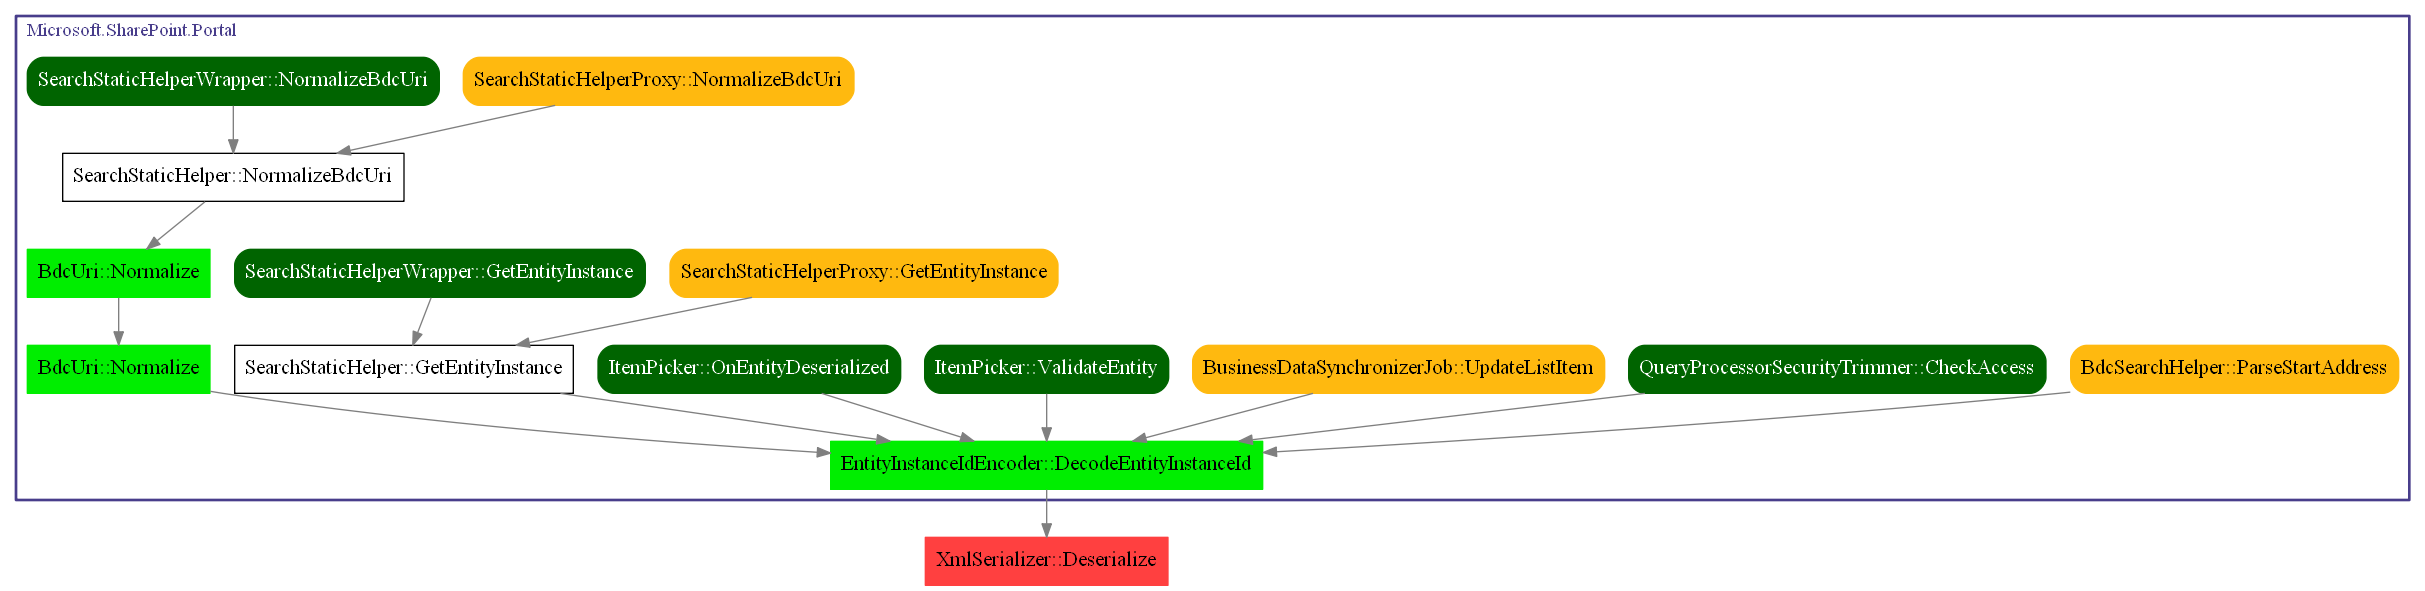 Microsoft.SharePoint.Portal
SearchStaticHelperWrapper::NormalizeBdcUri
SearchStaticHelperProxy::NormalizeBdcUri
SearchStaticHelper::NormalizeBdcUri
BdcUri::Normalize
SearchStaticHelperWrapper::GetEntityInstance
SearchStaticHelperProxy::GetEntityInstance
BdcUri::Normalize
SearchStaticHelper::GetEntityInstance
ItemPicker::OnEntityDeserialized
ItemPicker::ValidateEntity
BusinessDataSynchronizerJob::UpdateListItem
QueryProcessorSecurityTrimmer::CheckAccess
BdcSearchHelper::ParseStartAddress
EntityInstanceIdEncoder::DecodeEntityInstanceId
XmlSerializer::Deserialize